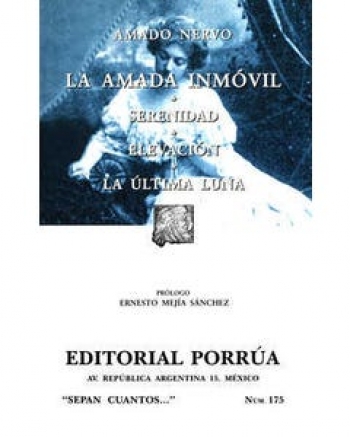 AMADO NERVO
LA AMADA INMÓVIL
*
SERENIDAD
*
ELEVACIÓN
*
LA ÚLTIMA LUNA
PRÓLOGO
ERNESTO MEJÍA SÁNCHEZ
EDITORIAL PORRÚA
AV. REPÚBLICA ARGENTINA 15. MÉXICO
"SEPAN CUANTOS..." NÚM. 175